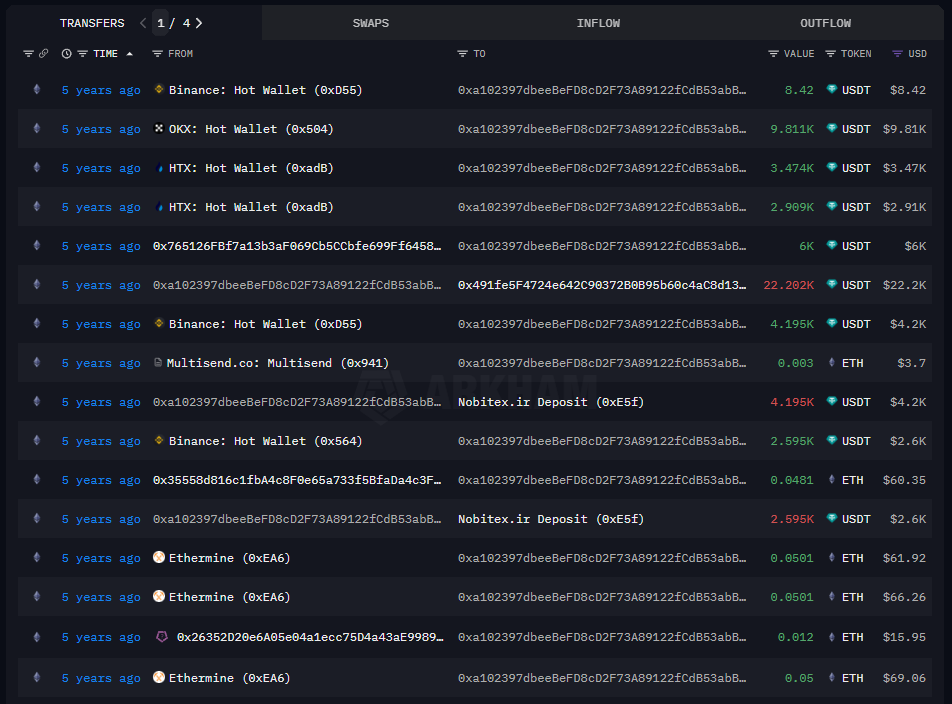 TRANSFERS 1 / 4 SWAPS INFLOW OUTFLOW
TIME FROM TO VALUE TOKEN USD
5 years ago Binance: Hot Wallet (0xD55) 0xa102397dbeeBeFD8cD2F73A89122fCdB53abB… 8.42 USDT $8.42
5 years ago OKX: Hot Wallet (0x504) 0xa102397dbeeBeFD8cD2F73A89122fCdB53abB… 9.811K USDT $9.81K
5 years ago HTX: Hot Wallet (0xadB) 0xa102397dbeeBeFD8cD2F73A89122fCdB53abB… 3.474K USDT $3.47K
5 years ago HTX: Hot Wallet (0xadB) 0xa102397dbeeBeFD8cD2F73A89122fCdB53abB… 2.909K USDT $2.91K
5 years ago 0x765126FBf7a13b3aF069Cb5CCbfe699Ff6458… 0xa102397dbeeBeFD8cD2F73A89122fCdB53abB… 6K USDT $6K
5 years ago 0xa102397dbeeBeFD8cD2F73A89122fCdB53abB… 0x491fe5F4724e642C90372B0B95b60c4aC8d13… 22.202K USDT $22.2K
5 years ago Binance: Hot Wallet (0xD55) 0xa102397dbeeBeFD8cD2F73A89122fCdB53abB… 4.195K USDT $4.2K
5 years ago Multisend.co: Multisend (0x941) 0xa102397dbeeBeFD8cD2F73A89122fCdB53abB… 0.003 ETH $3.7
ARKHAM
5 years ago 0xa102397dbeeBeFD8cD2F73A89122fCdB53abB… Nobitex.ir Deposit (0xE5f) 4.195K USDT $4.2K
5 years ago Binance: Hot Wallet (0x564) 0xa102397dbeeBeFD8cD2F73A89122fCdB53abB… 2.595K USDT $2.6K
5 years ago 0x35558d816c1fbA4c8F0e65a733f5BfaDa4c3F… 0xa102397dbeeBeFD8cD2F73A89122fCdB53abB… 0.0481 ETH $60.35
5 years ago 0xa102397dbeeBeFD8cD2F73A89122fCdB53abB… Nobitex.ir Deposit (0xE5f) 2.595K USDT $2.6K
5 years ago Ethermine (0xEA6) 0xa102397dbeeBeFD8cD2F73A89122fCdB53abB… 0.0501 ETH $61.92
5 years ago Ethermine (0xEA6) 0xa102397dbeeBeFD8cD2F73A89122fCdB53abB… 0.0501 ETH $66.26
5 years ago 0x26352D20e6A05e04a1ecc75D4a43aE9989… 0xa102397dbeeBeFD8cD2F73A89122fCdB53abB… 0.012 ETH $15.95
5 years ago Ethermine (0xEA6) 0xa102397dbeeBeFD8cD2F73A89122fCdB53abB… 0.05 ETH $69.06